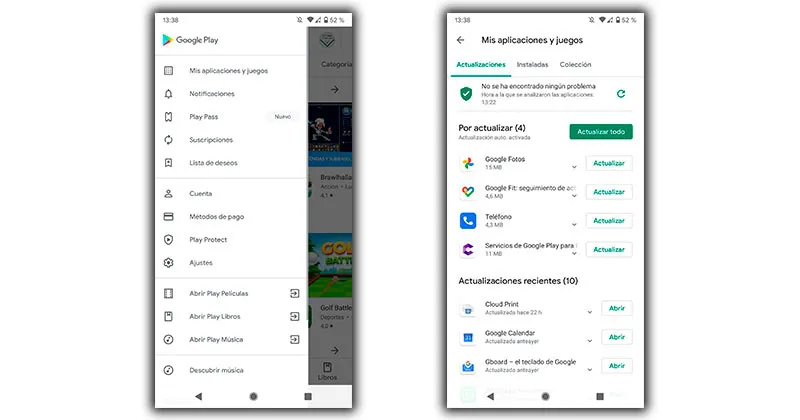 13:38
52 %
Google Play
Mis aplicaciones y juegos
Notificaciones
Play Pass
Nuevo
Suscripciones
Lista de deseos
Cuenta
Métodos de pago
Play Protect
Ajustes
Abrir Play Películas
Abrir Play Libros
Abrir Play Música
Descubrir música
Categoría
Brawlhalla
4,1
Golf Battle
Deportes
4,0
Libros
13:38
52 %
Mis aplicaciones y juegos
Actualizaciones
Instaladas
Colección
No se ha encontrado ningún problema
Hora a la que se analizaron las aplicaciones:
13:22
Por actualizar (4)
Actualización auto. activada
Actualizar todo
Google Fotos
15 MB
Actualizar
Google Fit: seguimiento de act
4,6 MB
Actualizar
Teléfono
4,3 MB
Actualizar
Servicios de Google Play para
11 MB
Actualizar
Actualizaciones recientes (10)
Cloud Print
Actualizada hace 22 h
Abrir
Google Calendar
Actualizada anteayer
Abrir
Gboard – el teclado de Google
Actualizada anteayer
Abrir